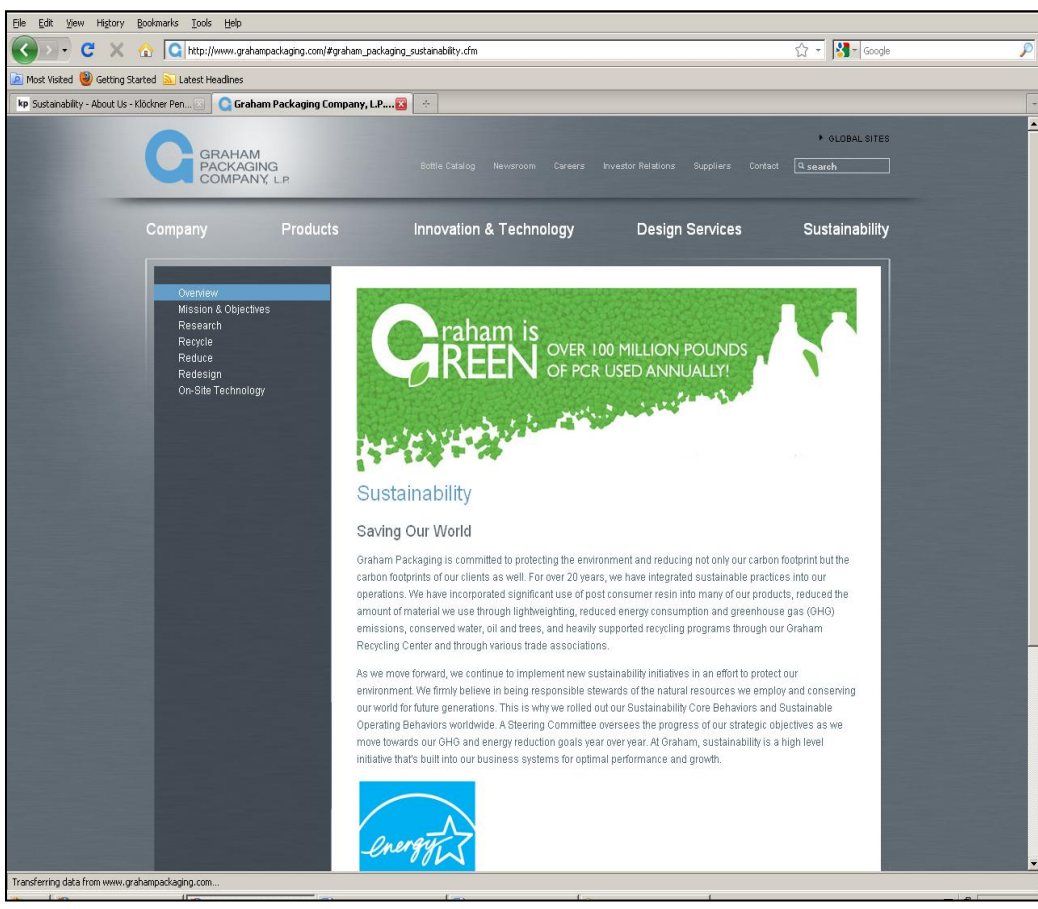 File Edit View History Bookmarks Tools Help
http://www.grahampackaging.com/#graham_packaging_sustainability.cfm
Google
Most Visited Getting Started Latest Headlines
kp Sustainability - About Us - Klöckner Pen...
Graham Packaging Company, L.P....
GLOBAL SITES
GRAHAM
PACKAGING
COMPANY, L.P.
Bottle Catalog Newsroom Careers Investor Relations Suppliers Contact search
Company Products Innovation & Technology Design Services Sustainability
Overview
Mission & Objectives
Research
Recycle
Reduce
Redesign
On-Site Technology
Graham is
GREEN OVER 100 MILLION POUNDS
OF PCR USED ANNUALLY!
Sustainability
Saving Our World
Graham Packaging is committed to protecting the environment and reducing not only our carbon footprint but the
carbon footprints of our clients as well. For over 20 years, we have integrated sustainable practices into our
operations. We have incorporated significant use of post consumer resin into many of our products, reduced the
amount of material we use through lightweighting, reduced energy consumption and greenhouse gas (GHG)
emissions, conserved water, oil and trees, and heavily supported recycling programs through our Graham
Recycling Center and through various trade associations.
As we move forward, we continue to implement new sustainability initiatives in an effort to protect our
environment. We firmly believe in being responsible stewards of the natural resources we employ and conserving
our world for future generations. This is why we rolled out our Sustainability Core Behaviors and Sustainable
Operating Behaviors worldwide. A Steering Committee oversees the progress of our strategic objectives as we
move towards our GHG and energy reduction goals year over year. At Graham, sustainability is a high level
initiative that's built into our business systems for optimal performance and growth.
energy
Transferring data from www.grahampackaging.com...